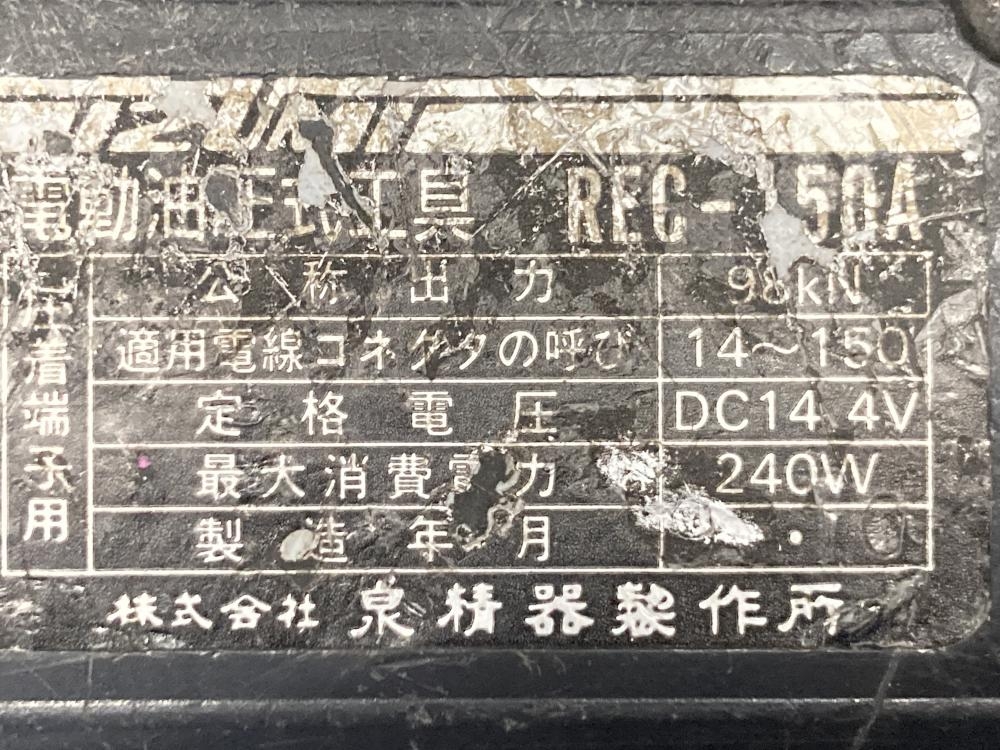 電動油圧式工具 REC-150A
圧着端子用
公称出力 98kN
適用電線コネクタの呼び 14～150
定格電圧 DC14.4V
最大消費電力 240W
製造年月 ・
株式会社 泉精器製作所